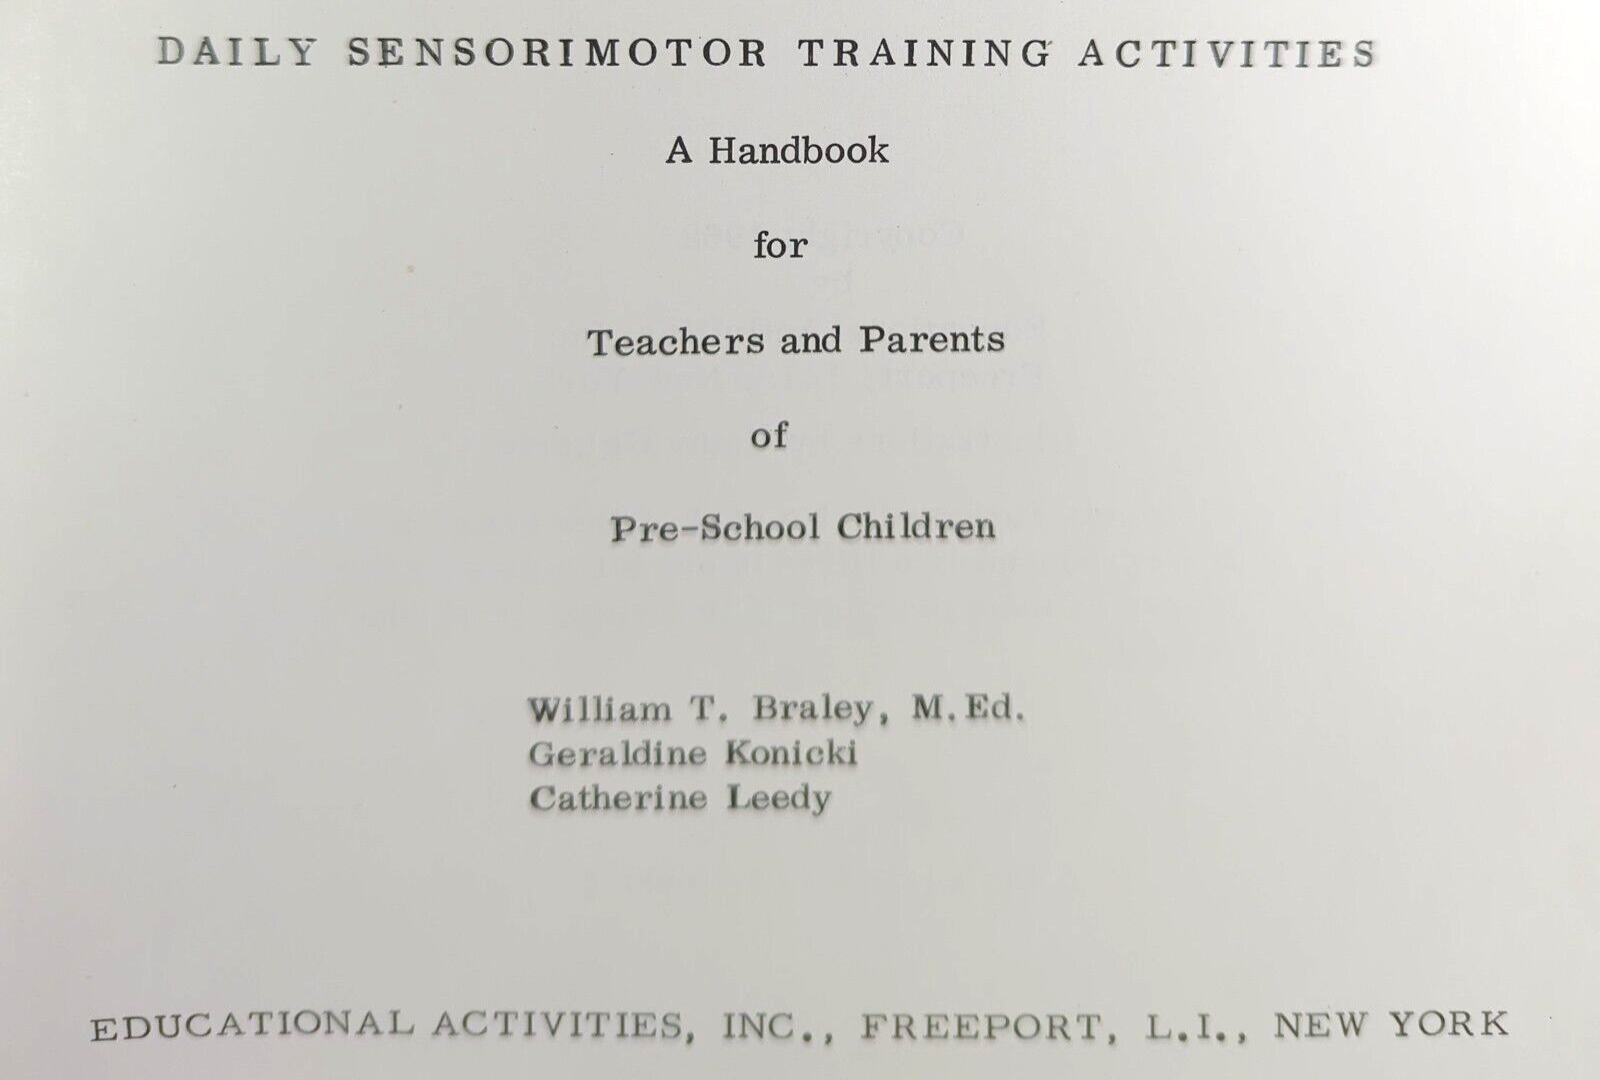 DAILY SENSORIMOTOR TRAINING ACTIVITIES
A Handbook
for
Teachers and Parents
of
Pre-School Children
William T. Braley, M.Ed.
Geraldine Konicki
Catherine Leedy
EDUCATIONAL ACTIVITIES, INC., FREEPORT, L.I., NEW YORK